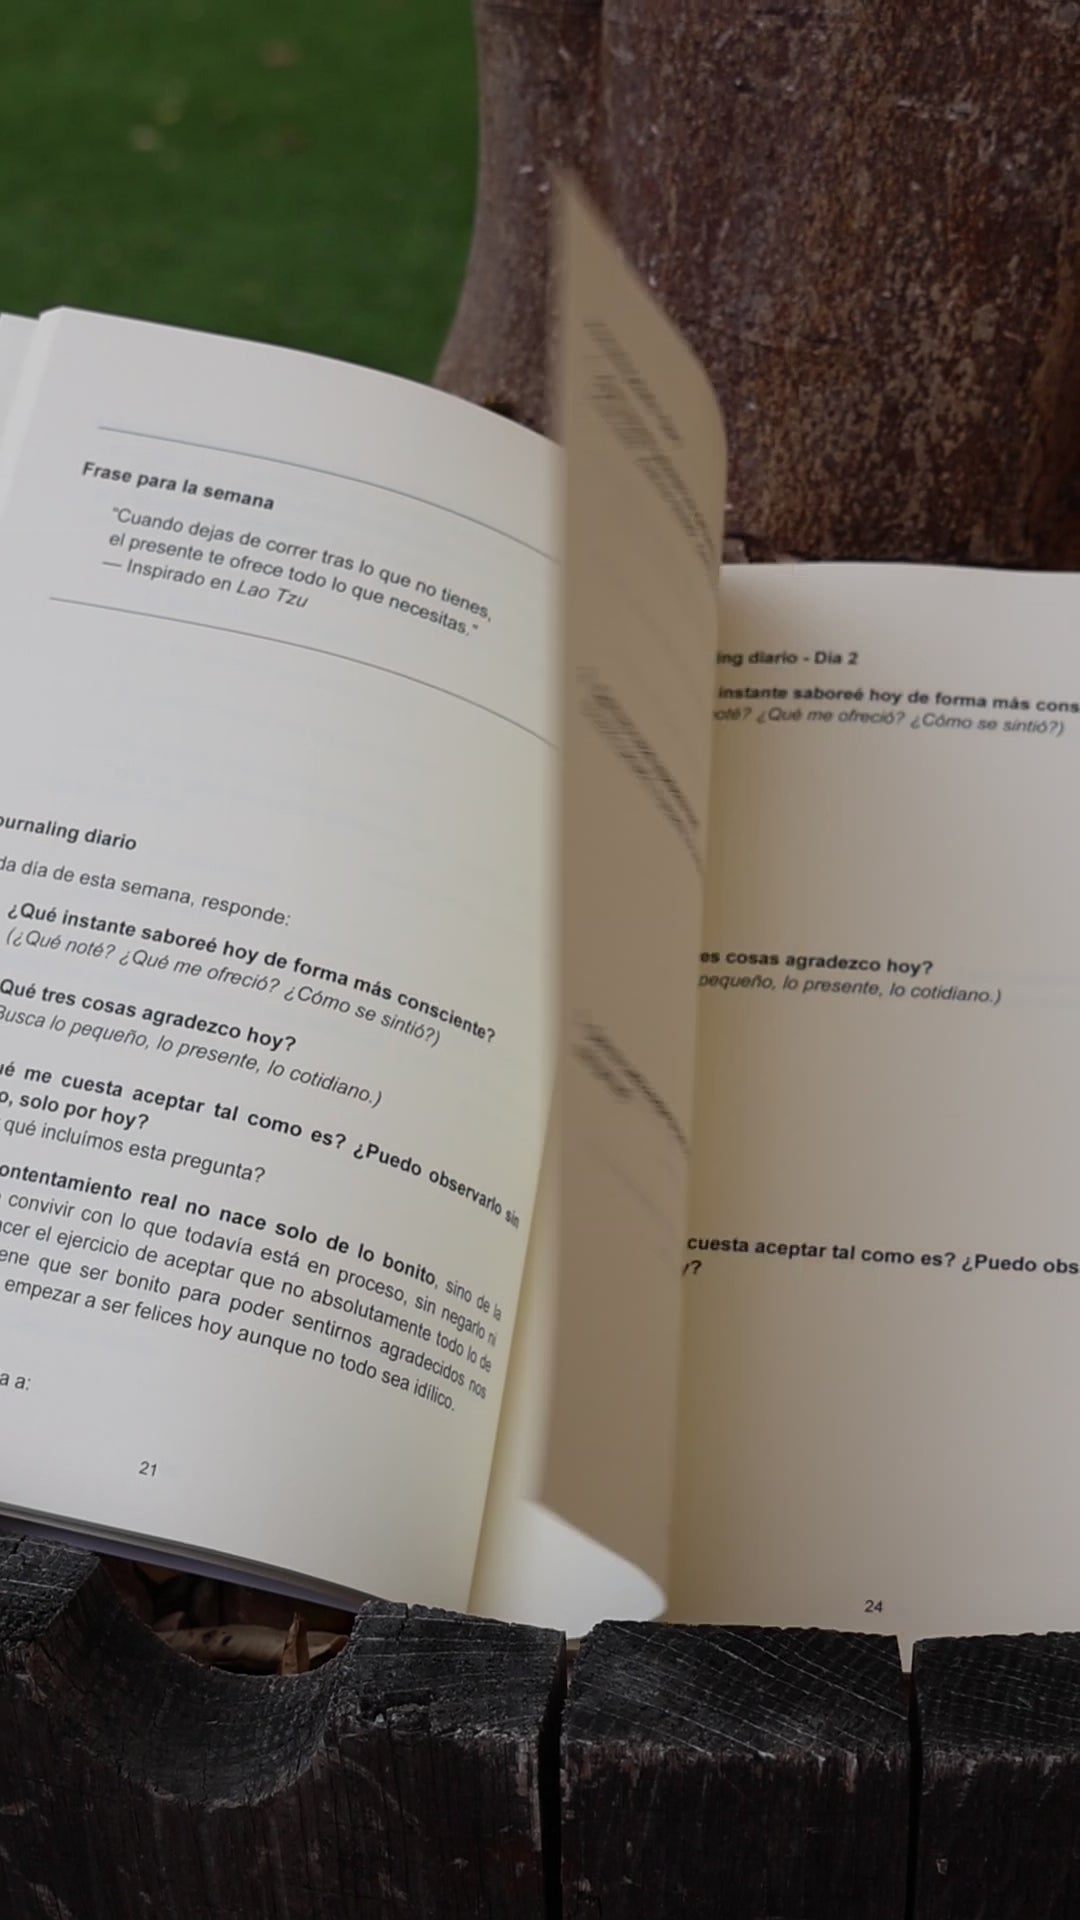 Frase para la semana
"Cuando dejas de correr tras lo que no tienes,
el presente te ofrece todo lo que necesitas."
— Inspirado en Lao Tzu
ournaling diario
da día de esta semana, responde:
¿Qué instante saboreé hoy de forma más consciente?
(¿Qué noté? ¿Qué me ofreció? ¿Cómo se sintió?)
Qué tres cosas agradezco hoy?
Busca lo pequeño, lo presente, lo cotidiano.)
ué me cuesta aceptar tal como es? ¿Puedo observarlo sin
o, solo por hoy?
qué incluímos esta pregunta?
ontentamiento real no nace solo de lo bonito, sino de la
convivir con lo que todavía está en proceso, sin negarlo ni
cer el ejercicio de aceptar que no absolutamente todo lo de
ene que ser bonito para poder sentirnos agradecidos nos
empezar a ser felices hoy aunque no todo sea idílico.
a a:
21
ing diario - Día 2
instante saboreé hoy de forma más cons
oté? ¿Qué me ofreció? ¿Cómo se sintió?)
es cosas agradezco hoy?
pequeño, lo presente, lo cotidiano.)
cuesta aceptar tal como es? ¿Puedo obs
y?
24